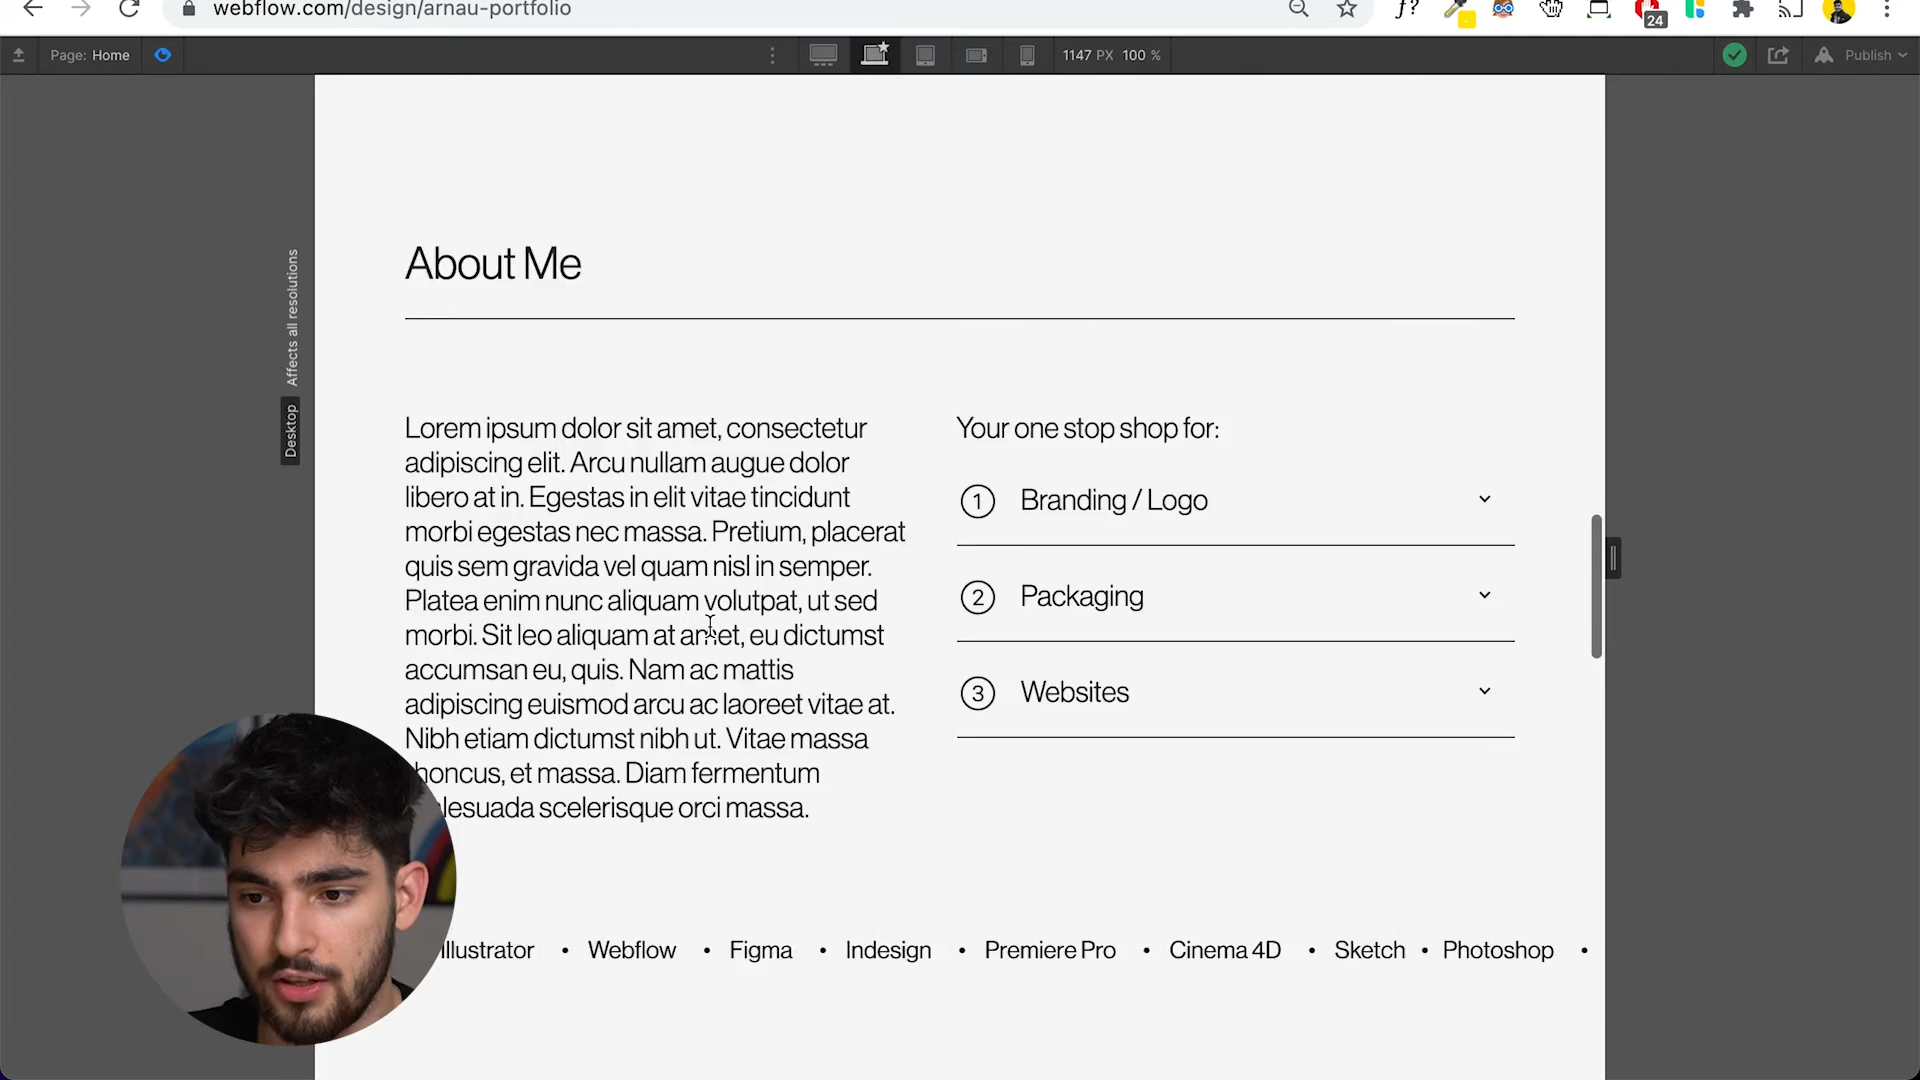 webflow.com/design/arnau-portfolio
ƒ?
24
Page: Home
1147 PX 100 %
Publish
Affects all resolutions
Desktop
About Me
Lorem ipsum dolor sit amet, consectetur
adipiscing elit. Arcu nullam augue dolor
libero at in. Egestas in elit vitae tincidunt
morbi egestas nec massa. Pretium, placerat
quis sem gravida vel quam nisl in semper.
Platea enim nunc aliquam volutpat, ut sed
morbi. Sit leo aliquam at amet, eu dictumst
accumsan eu, quis. Nam ac mattis
adipiscing euismod arcu ac laoreet vitae at.
Nibh etiam dictumst nibh ut. Vitae massa
honcus, et massa. Diam fermentum
lesuada scelerisque orci massa.
Your one stop shop for:
1 Branding / Logo
2 Packaging
3 Websites
Illustrator • Webflow • Figma • Indesign • Premiere Pro • Cinema 4D • Sketch • Photoshop •